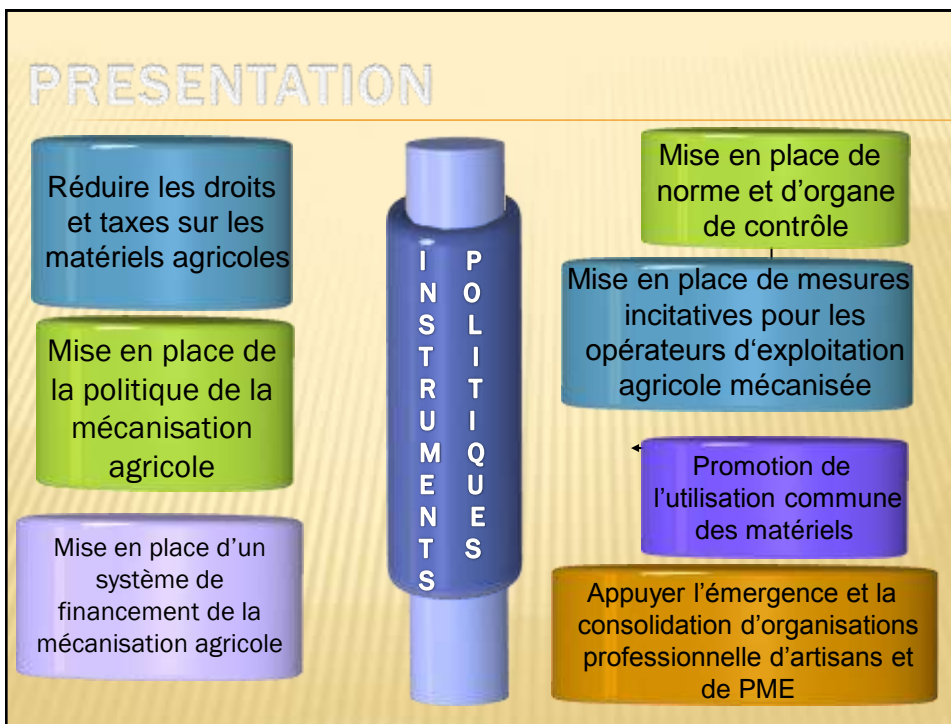 PRESENTATION
Réduire les droits
et taxes sur les
matériels agricoles
Mise en place de
la politique de la
mécanisation
agricole
Mise en place d’un
système de
financement de la
mécanisation agricole
INSTRUMENTS
POLITIQUES
Mise en place de
norme et d’organe
de contrôle
Mise en place de mesures
incitatives pour les
opérateurs d‘exploitation
agricole mécanisée
Promotion de
l’utilisation commune
des matériels
Appuyer l’émergence et la
consolidation d’organisations
professionnelle d’artisans et
de PME